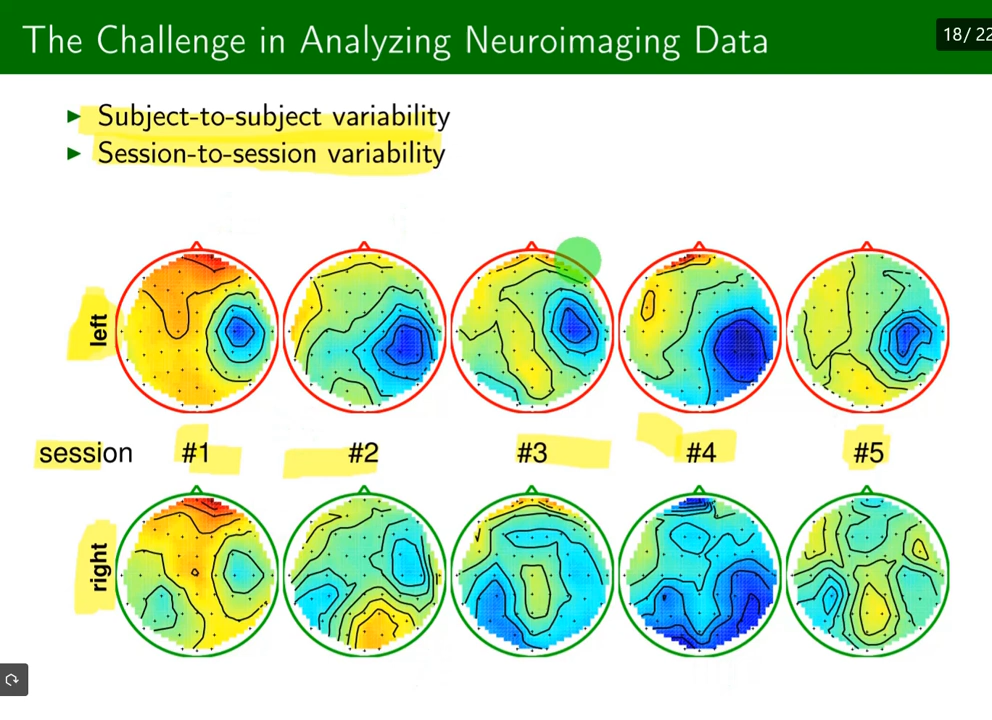 The Challenge in Analyzing Neuroimaging Data
18/ 22
Subject-to-subject variability
Session-to-session variability
left
session #1 #2 #3 #4 #5
right